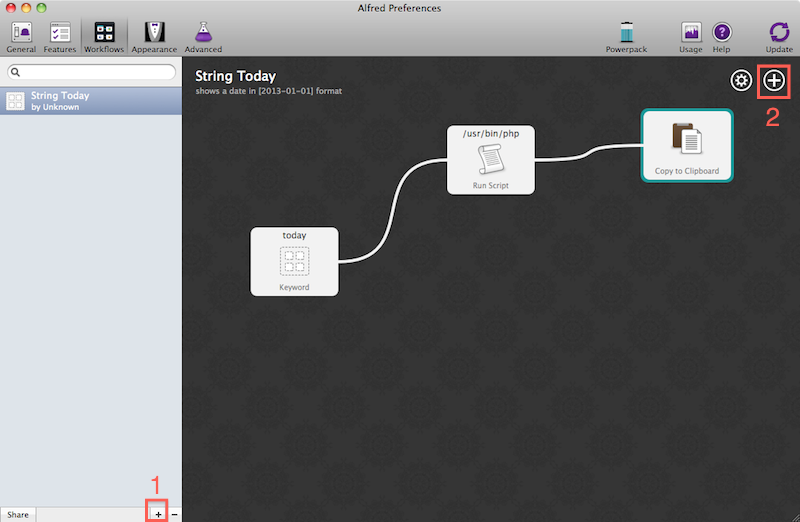 Alfred Preferences
General Features Workflows Appearance Advanced Powerpack Usage Help Update
String Today
by Unknown
String Today
shows a date in [2013-01-01] format
2
/usr/bin/php
Run Script
Copy to Clipboard
today
Keyword
1
Share + −